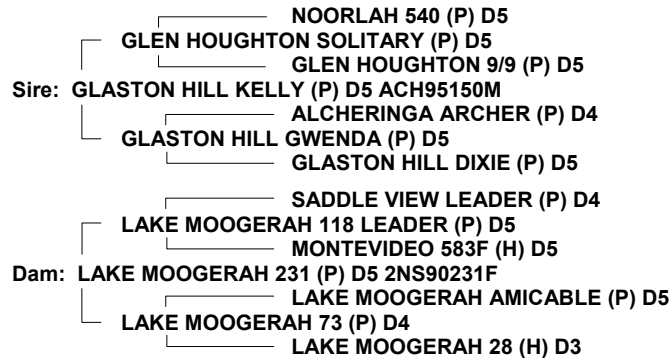 NOORLAH 540 (P) D5
GLEN HOUGHTON SOLITARY (P) D5
GLEN HOUGHTON 9/9 (P) D5
Sire: GLASTON HILL KELLY (P) D5 ACH95150M
ALCHERINGA ARCHER (P) D4
GLASTON HILL GWENDA (P) D5
GLASTON HILL DIXIE (P) D5
SADDLE VIEW LEADER (P) D4
LAKE MOOGERAH 118 LEADER (P) D5
MONTEVIDEO 583F (H) D5
Dam: LAKE MOOGERAH 231 (P) D5 2NS90231F
LAKE MOOGERAH AMICABLE (P) D5
LAKE MOOGERAH 73 (P) D4
LAKE MOOGERAH 28 (H) D3